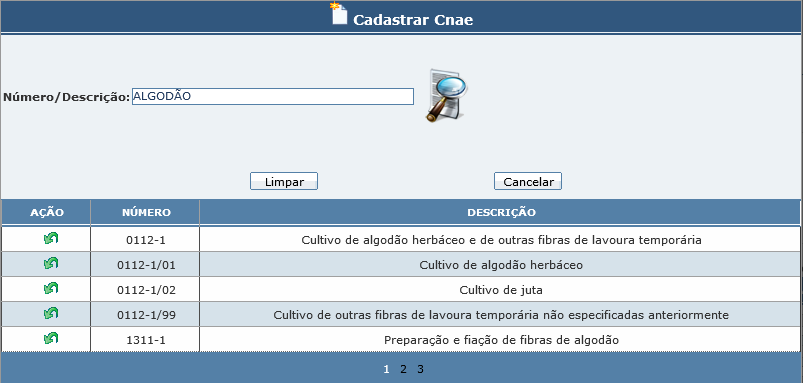 Cadastrar Cnae
Número/Descrição: ALGODÃO
Limpar Cancelar
AÇÃO NÚMERO DESCRIÇÃO
0112-1 Cultivo de algodão herbáceo e de outras fibras de lavoura temporária
0112-1/01 Cultivo de algodão herbáceo
0112-1/02 Cultivo de juta
0112-1/99 Cultivo de outras fibras de lavoura temporária não especificadas anteriormente
1311-1 Preparação e fiação de fibras de algodão
1 2 3